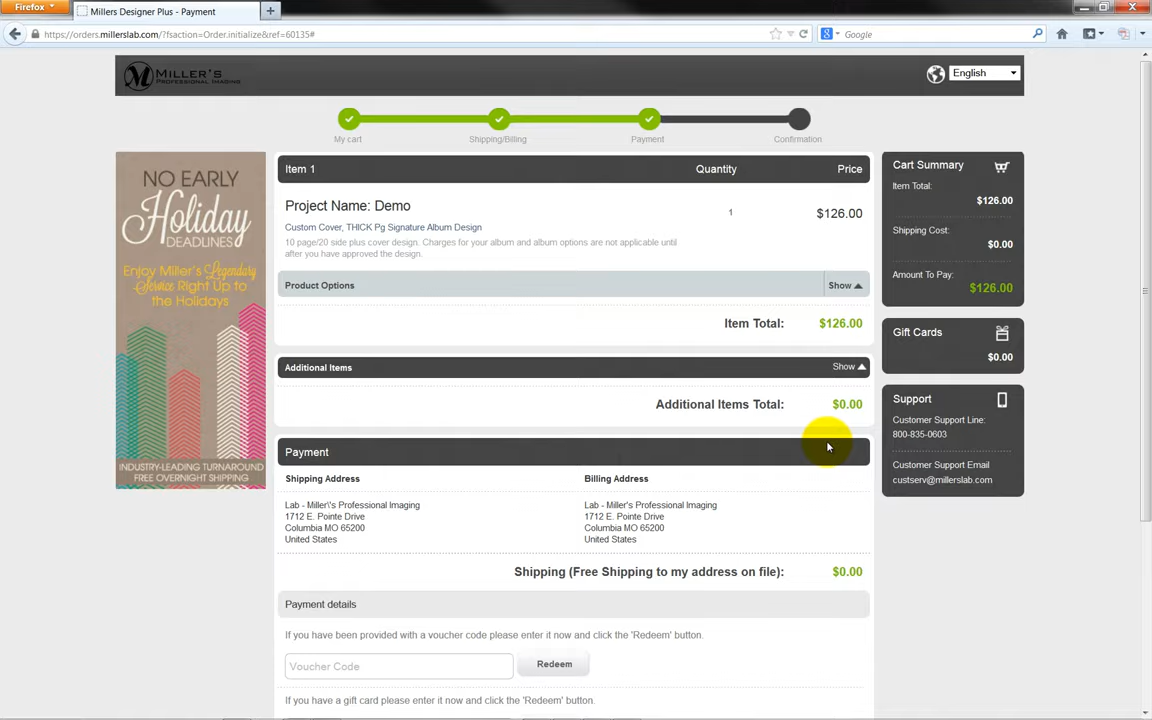 Firefox
Millers Designer Plus - Payment
https://orders.millerslab.com/?fsaction=Order.initialize&ref=60135#
Google
MILLER'S
PROFESSIONAL IMAGING
English
My cart
Shipping/Billing
Payment
Confirmation
NO EARLY
Holiday
DEADLINES
Enjoy Miller's Legendary
Service Right Up to
the Holidays
INDUSTRY-LEADING TURNAROUND
FREE OVERNIGHT SHIPPING
Item 1 Quantity Price
Project Name: Demo 1 $126.00
Custom Cover, THICK Pg Signature Album Design
10 page/20 side plus cover design. Charges for your album and album options are not applicable until
after you have approved the design.
Product Options Show
Item Total: $126.00
Additional Items Show
Additional Items Total: $0.00
Payment
Shipping Address Billing Address
Lab - Miller\'s Professional Imaging Lab - Miller's Professional Imaging
1712 E. Pointe Drive 1712 E. Pointe Drive
Columbia MO 65200 Columbia MO 65200
United States United States
Shipping (Free Shipping to my address on file): $0.00
Payment details
If you have been provided with a voucher code please enter it now and click the 'Redeem' button.
Voucher Code Redeem
If you have a gift card please enter it now and click the 'Redeem' button.
Cart Summary
Item Total:
$126.00
Shipping Cost:
$0.00
Amount To Pay:
$126.00
Gift Cards
$0.00
Support
Customer Support Line:
800-835-0603
Customer Support Email
custserv@millerslab.com